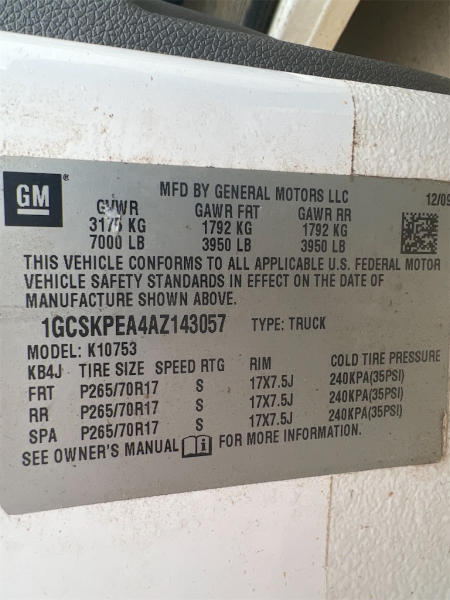 GM ®
MFD BY GENERAL MOTORS LLC 12/09
GVWR GAWR FRT GAWR RR
3175 KG 1792 KG 1792 KG
7000 LB 3950 LB 3950 LB
THIS VEHICLE CONFORMS TO ALL APPLICABLE U.S. FEDERAL MOTOR
VEHICLE SAFETY STANDARDS IN EFFECT ON THE DATE OF
MANUFACTURE SHOWN ABOVE.
1GCSKPEA4AZ143057 TYPE: TRUCK
MODEL: K10753
KB4J TIRE SIZE SPEED RTG RIM COLD TIRE PRESSURE
FRT P265/70R17 S 17X7.5J 240KPA(35PSI)
RR P265/70R17 S 17X7.5J 240KPA(35PSI)
SPA P265/70R17 S 17X7.5J 240KPA(35PSI)
SEE OWNER'S MANUAL FOR MORE INFORMATION.